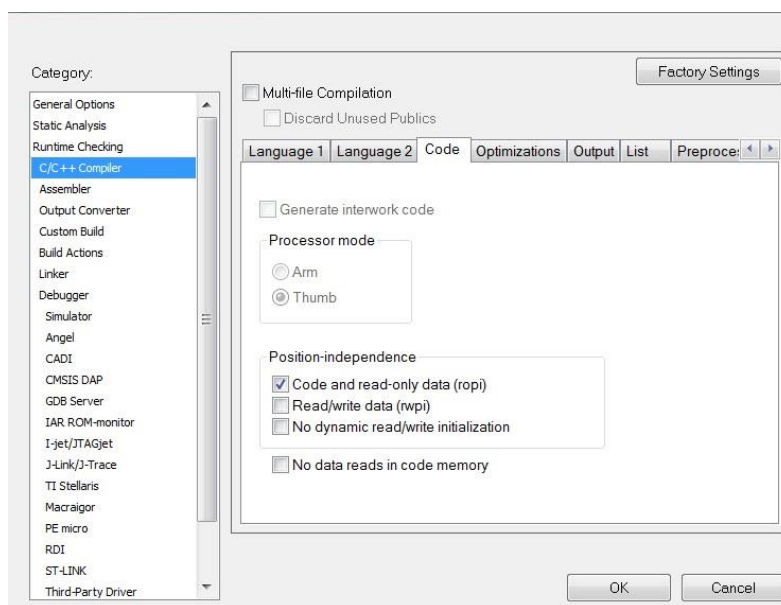 Category:
General Options
Static Analysis
Runtime Checking
C/C++ Compiler
Assembler
Output Converter
Custom Build
Build Actions
Linker
Debugger
Simulator
Angel
CADI
CMSIS DAP
GDB Server
IAR ROM-monitor
I-jet/JTAGjet
J-Link/J-Trace
TI Stellaris
Macraigor
PE micro
RDI
ST-LINK
Third-Party Driver
Factory Settings
Multi-file Compilation
Discard Unused Publics
Language 1 Language 2 Code Optimizations Output List Preproce
Generate interwork code
Processor mode
Arm
Thumb
Position-independence
Code and read-only data (ropi)
Read/write data (rwpi)
No dynamic read/write initialization
No data reads in code memory
OK Cancel